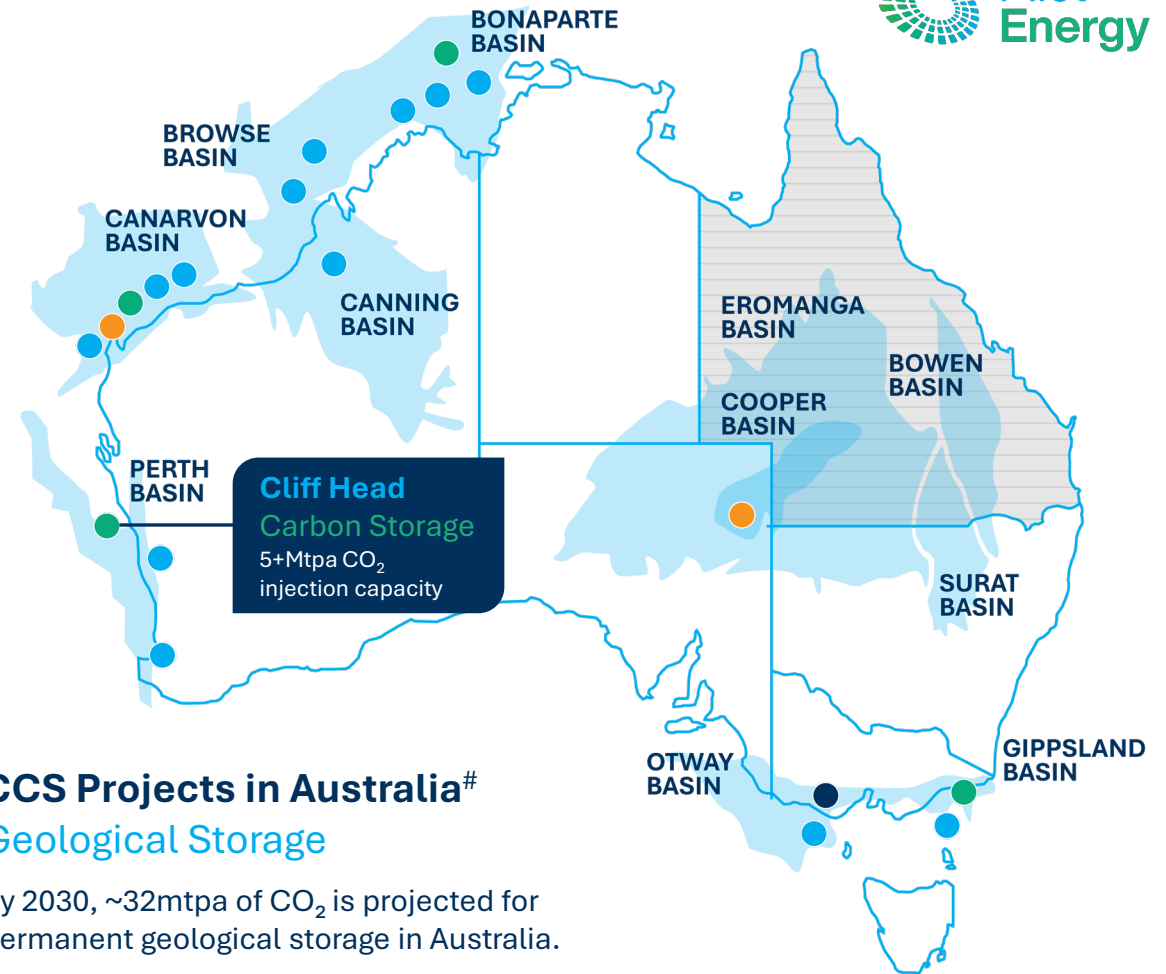 Energy
BONAPARTE
BASIN
BROWSE
BASIN
CANARVON
BASIN
CANNING
BASIN
EROMANGA
BASIN
BOWEN
BASIN
COOPER
BASIN
PERTH
BASIN
Cliff Head
Carbon Storage
5+Mtpa CO₂
injection capacity
SURAT
BASIN
OTWAY
BASIN
GIPPSLAND
BASIN
CCS Projects in Australia#
Geological Storage
y 2030, ~32mtpa of CO₂ is projected for
ermanent geological storage in Australia.